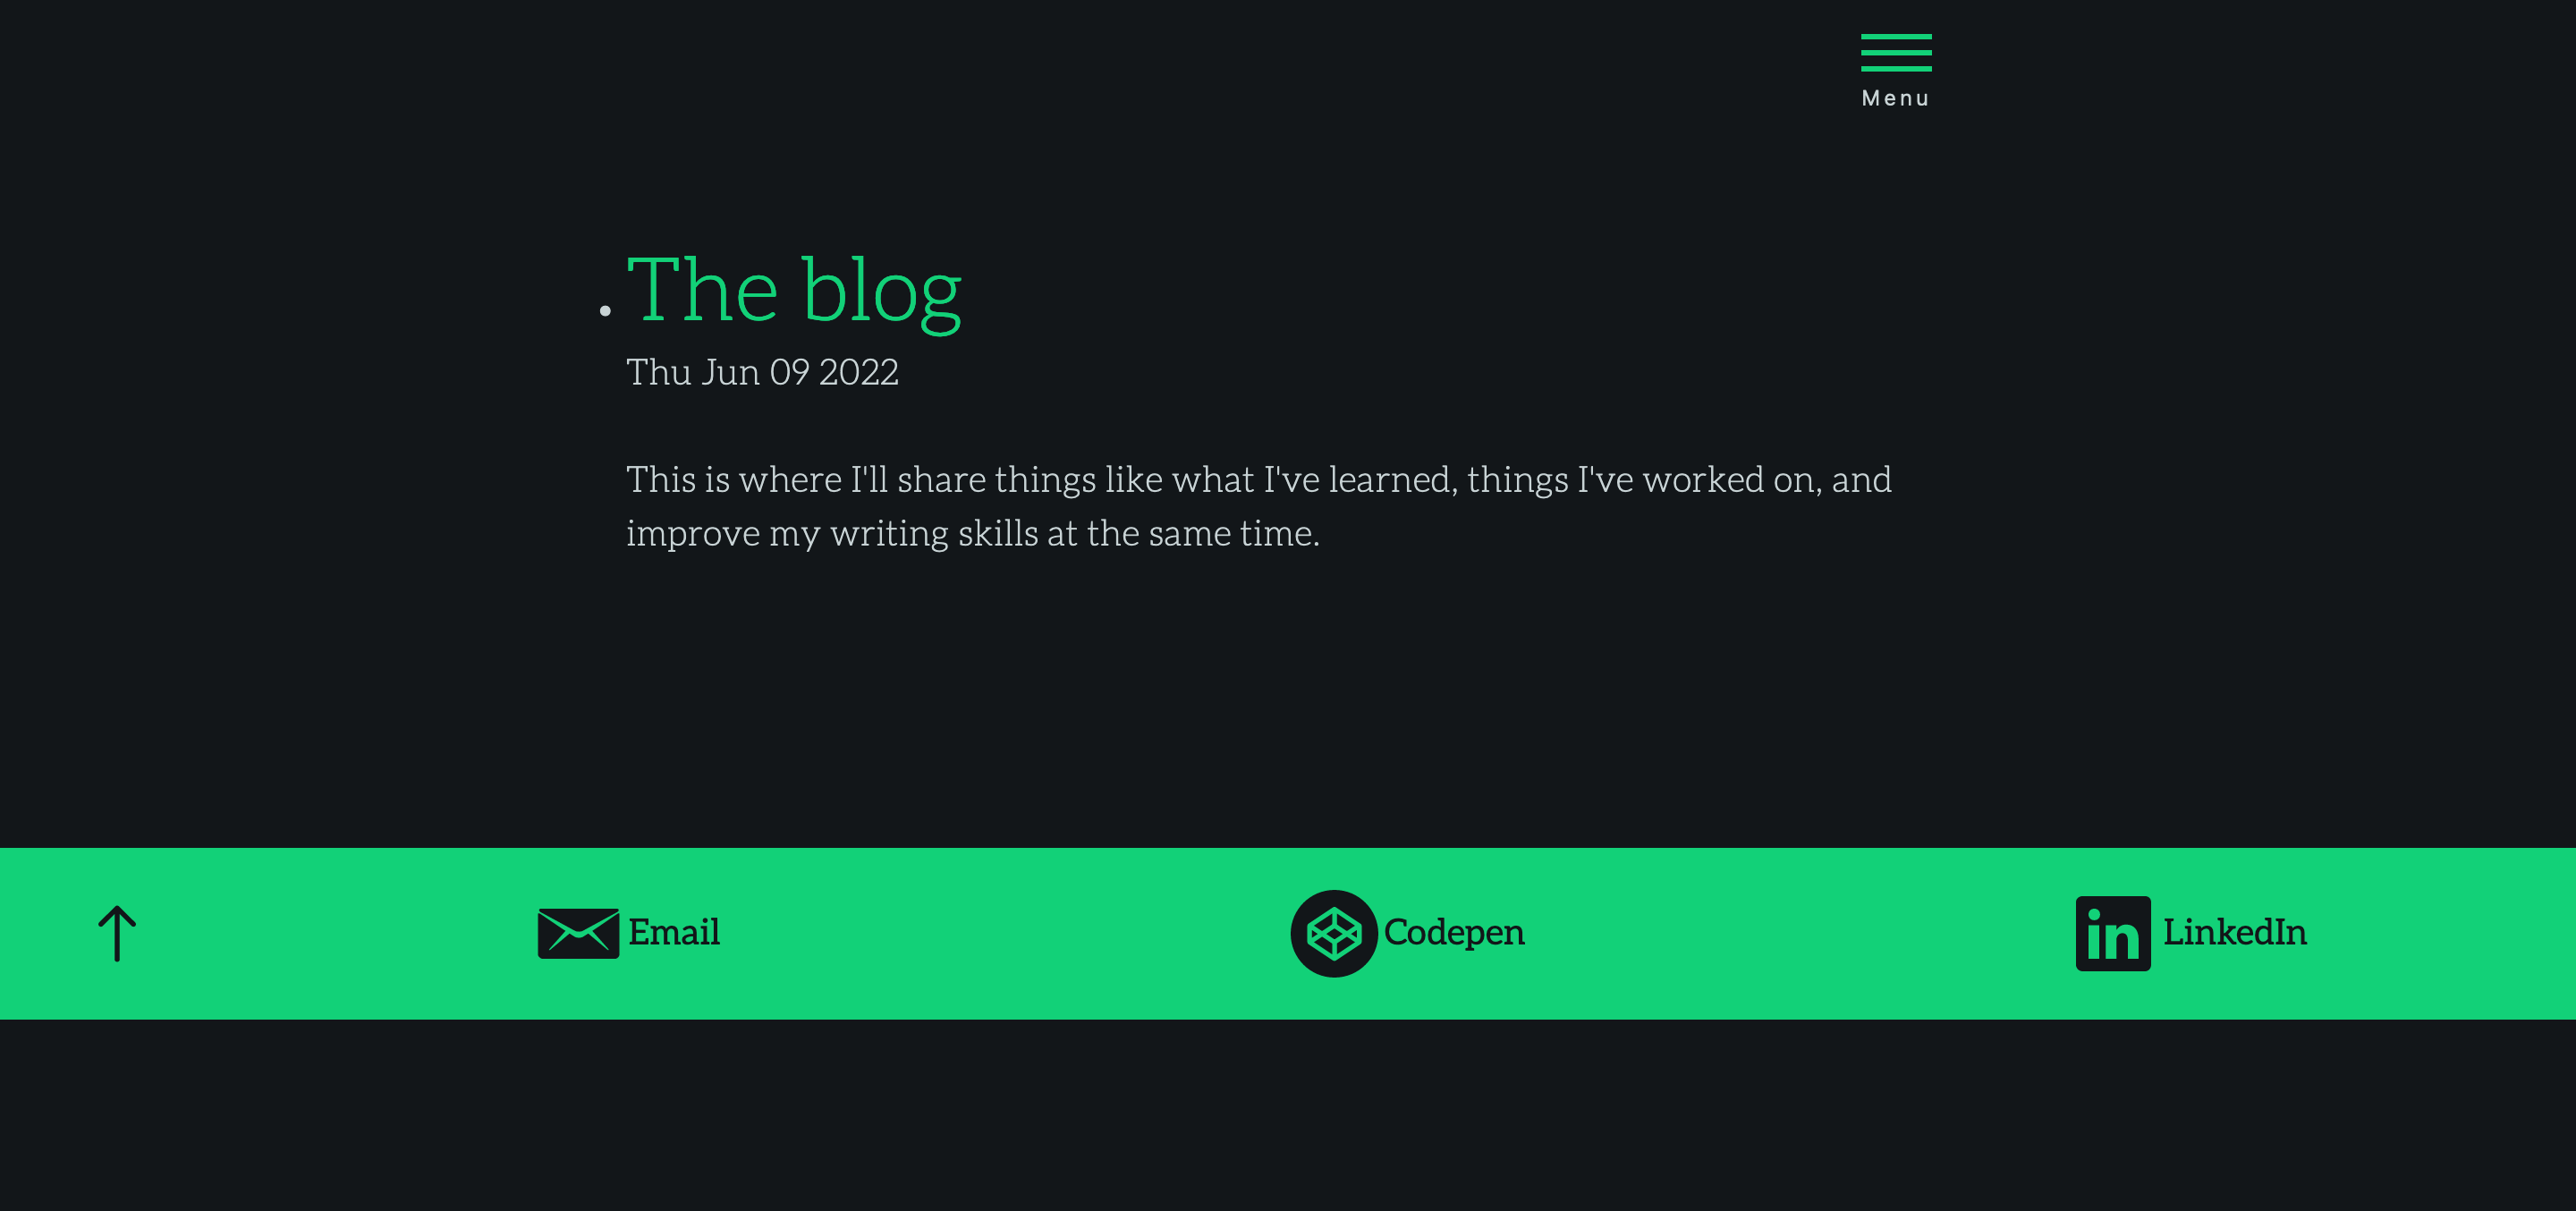 Menu
The blog
Thu Jun 09 2022
This is where I'll share things like what I've learned, things I've worked on, and
improve my writing skills at the same time.
Email
Codepen
in LinkedIn